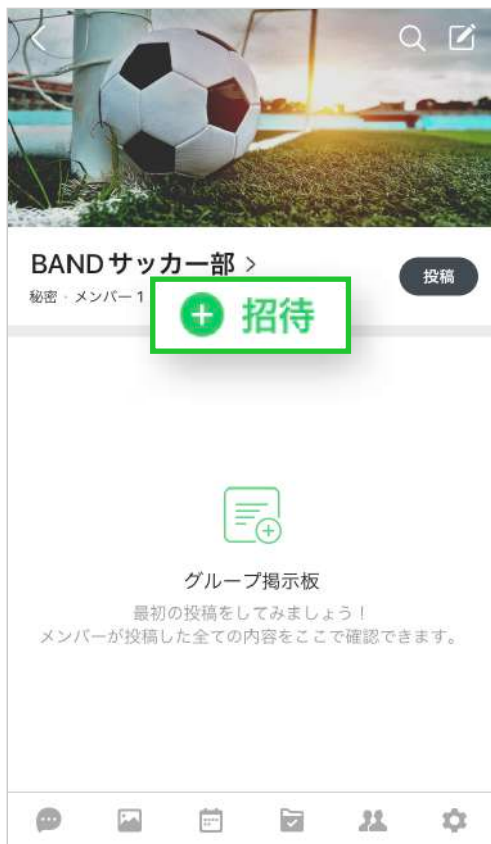 BANDサッカー部 >
投稿
秘密・メンバー1
招待
グループ掲示板
最初の投稿をしてみましょう！
メンバーが投稿した全ての内容をここで確認できます。